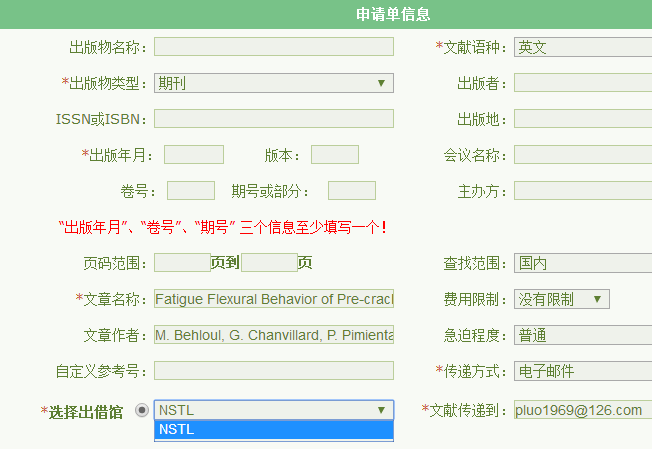 申请单信息
出版物名称： *文献语种： 英文
*出版物类型： 期刊 出版者：
ISSN或ISBN： 出版地：
*出版年月： 版本： 会议名称：
卷号： 期号或部分： 主办方：
“出版年月”、“卷号”、“期号” 三个信息至少填写一个！
页码范围： 页到 页 查找范围： 国内
*文章名称： Fatigue Flexural Behavior of Pre-cracl 费用限制： 没有限制
文章作者： M. Behloul, G. Chanvillard, P. Pimienta 急迫程度： 普通
自定义参考号： *传递方式： 电子邮件
*选择出借馆 NSTL *文献传递到： pluo1969@126.com
NSTL